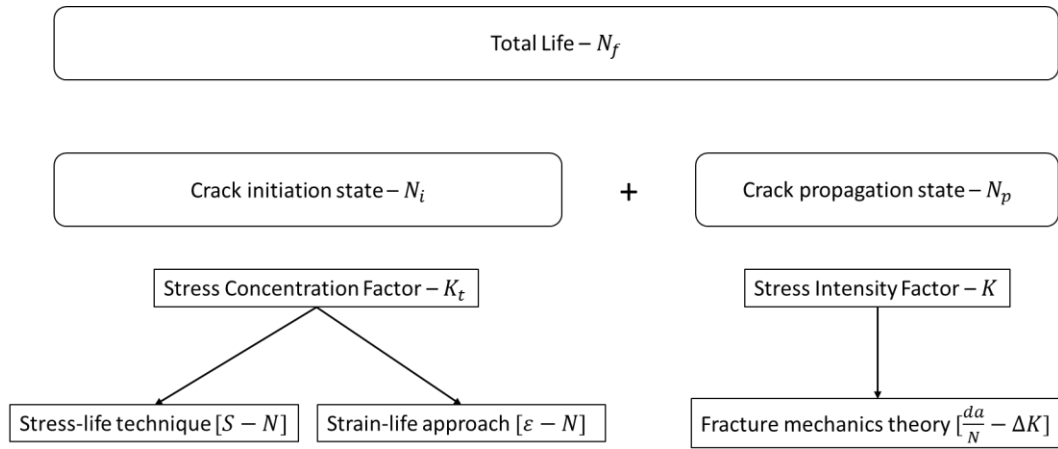 Total Life – N_f
Crack initiation state – N_i
+
Crack propagation state – N_p
Stress Concentration Factor – K_t
Stress Intensity Factor – K
Stress-life technique [S − N]
Strain-life approach [ε − N]
Fracture mechanics theory [da/N − ΔK]